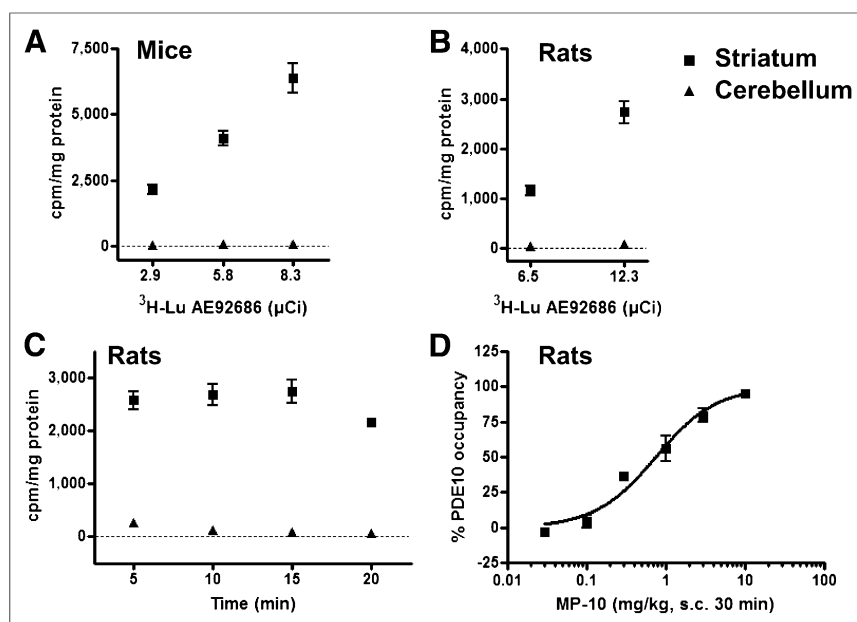 A
Mice
7,500
5,000
2,500
0
cpm/mg protein
2.9 5.8 8.3
³H-Lu AE92686 (µCi)
B
Rats
4,000
3,000
2,000
1,000
0
cpm/mg protein
6.5 12.3
³H-Lu AE92686 (µCi)
Striatum
Cerebellum
C
Rats
3,000
2,000
1,000
0
cpm/mg protein
5 10 15 20
Time (min)
D
Rats
125
100
75
50
25
0
-25
% PDE10 occupancy
0.01 0.1 1 10 100
MP-10 (mg/kg, s.c. 30 min)